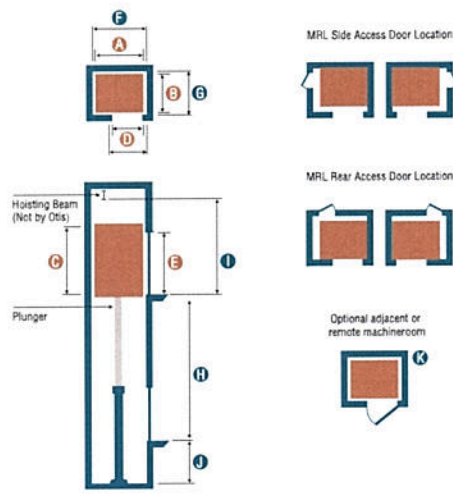 F
A
B
G
D
MRL Side Access Door Location
MRL Rear Access Door Location
Hoisting Beam
(Not by Otis)
C
E
I
Plunger
H
J
Optional adjacent or
remote machineroom
K